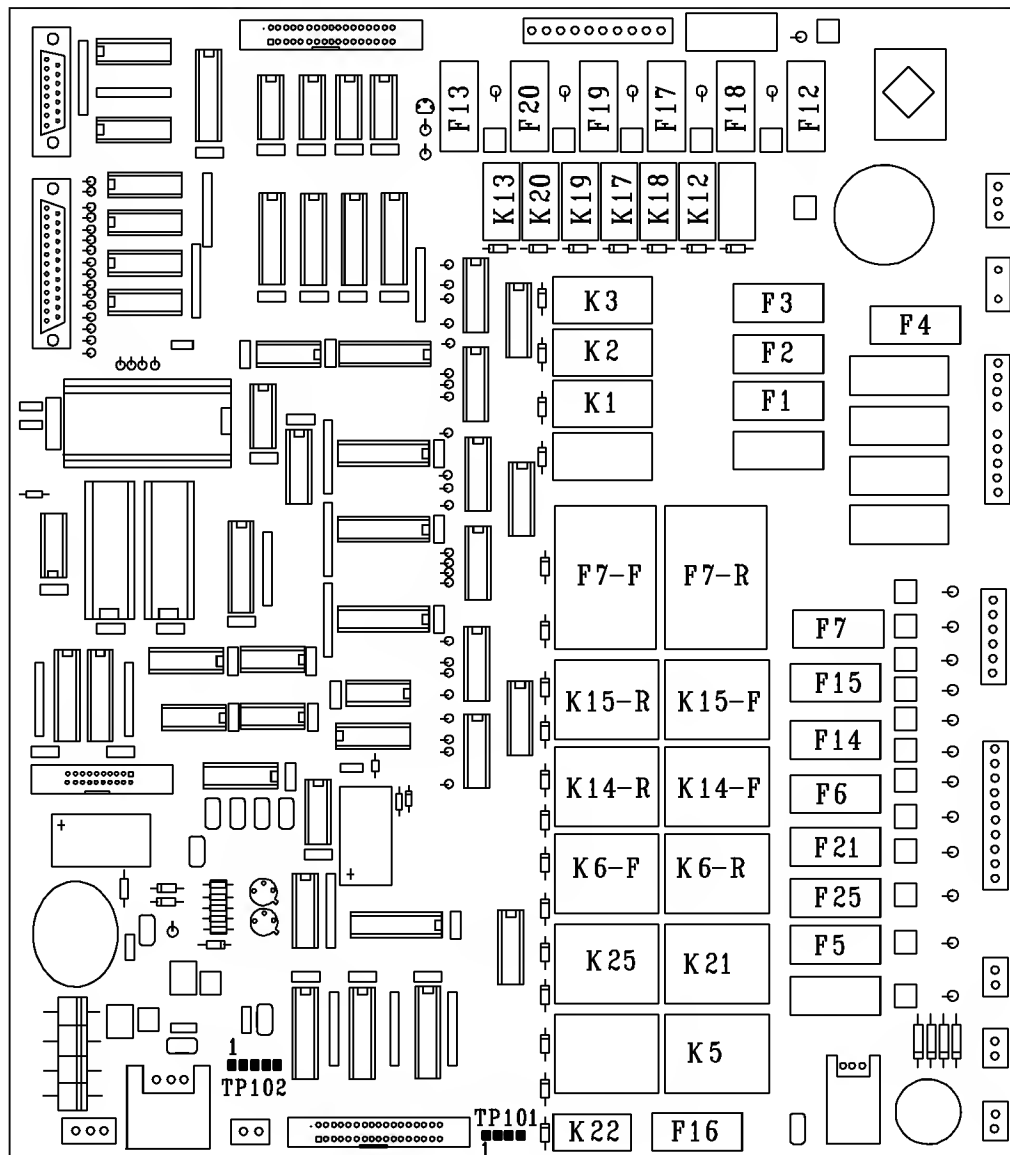 F13 F20 F19 F17 F18 F12
K13 K20 K19 K17 K18 K12
K3 F3
F4
K2 F2
K1 F1
F7-F F7-R
F7
K15-R K15-F F15
F14
K14-R K14-F F6
+
K6-F K6-R F21
F25
K25 K21 F5
1
K5
TP102
TP101
K22 F16
1